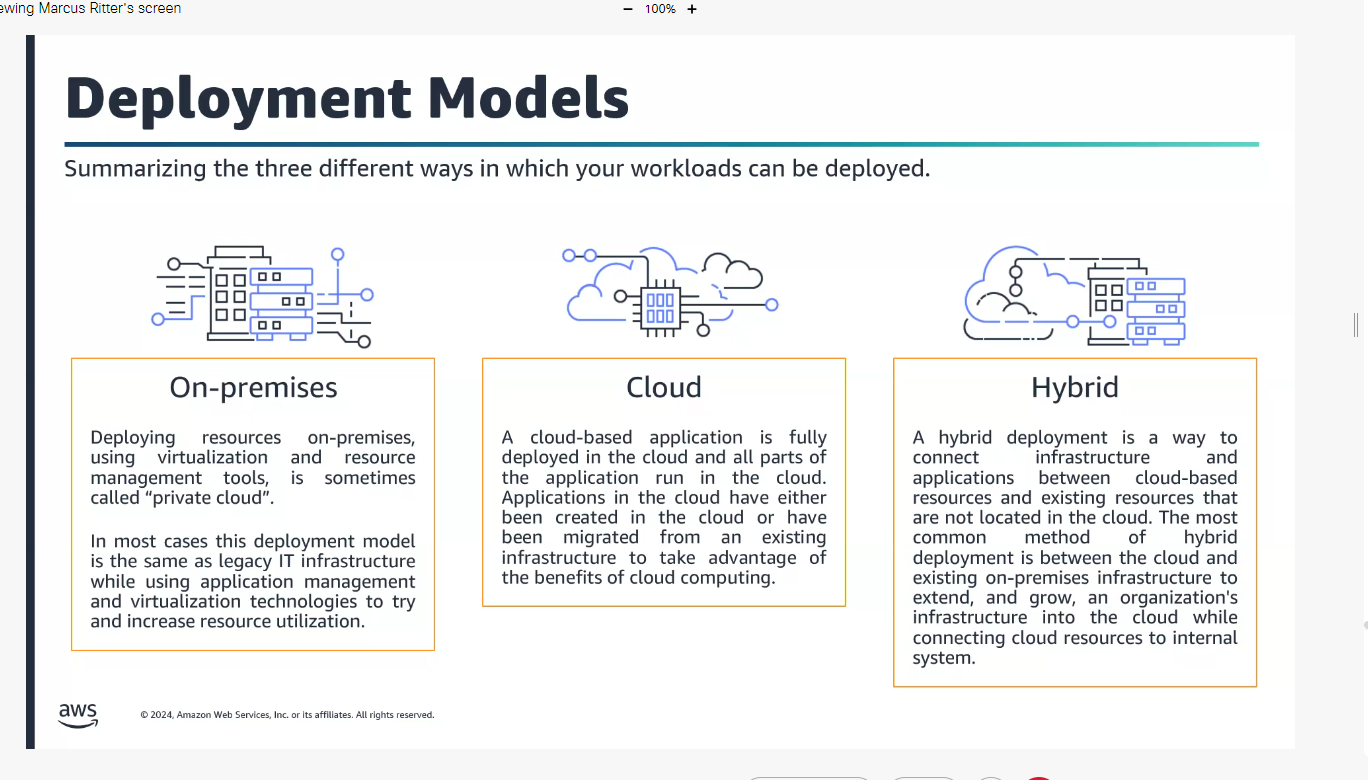 ewing Marcus Ritter's screen
− 100% +
Deployment Models
Summarizing the three different ways in which your workloads can be deployed.
On-premises
Deploying resources on-premises,
using virtualization and resource
management tools, is sometimes
called “private cloud”.
In most cases this deployment model
is the same as legacy IT infrastructure
while using application management
and virtualization technologies to try
and increase resource utilization.
Cloud
A cloud-based application is fully
deployed in the cloud and all parts of
the application run in the cloud.
Applications in the cloud have either
been created in the cloud or have
been migrated from an existing
infrastructure to take advantage of
the benefits of cloud computing.
Hybrid
A hybrid deployment is a way to
connect infrastructure and
applications between cloud-based
resources and existing resources that
are not located in the cloud. The most
common method of hybrid
deployment is between the cloud and
existing on-premises infrastructure to
extend, and grow, an organization's
infrastructure into the cloud while
connecting cloud resources to internal
system.
aws
© 2024, Amazon Web Services, Inc. or its affiliates. All rights reserved.